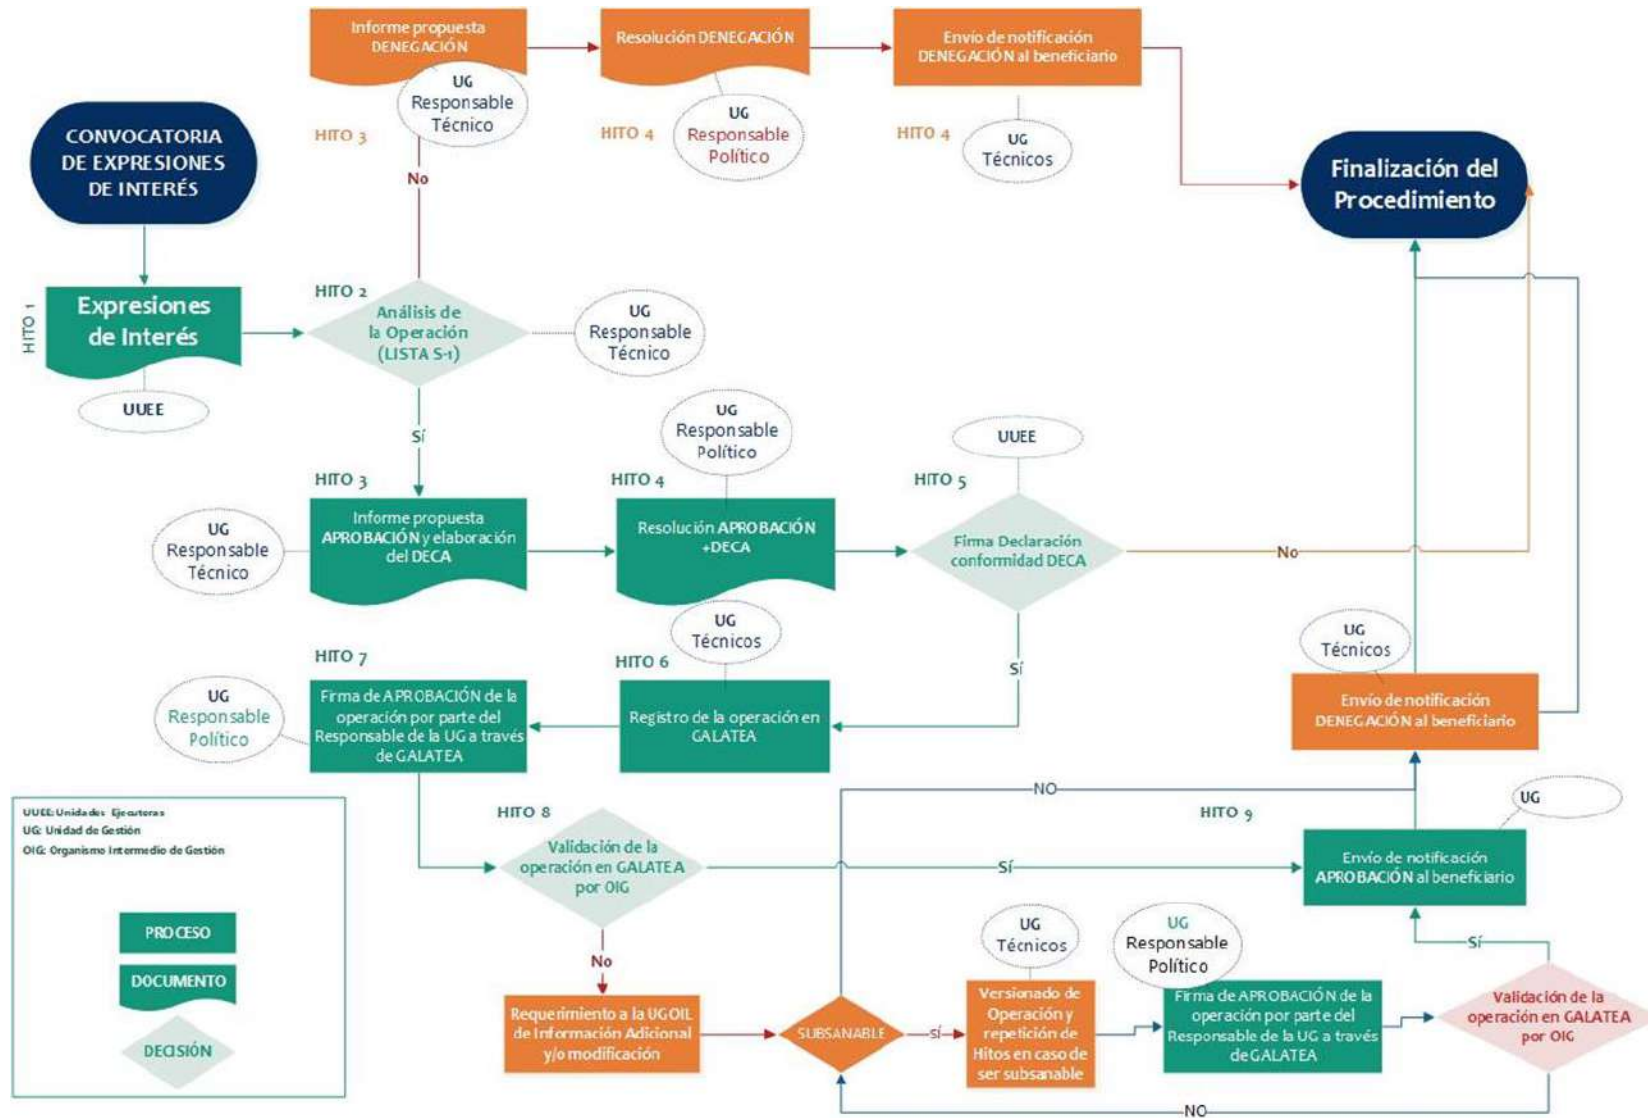 Informe propuesta
DENEGACIÓN
Resolución DENEGACIÓN
Envío de notificación
DENEGACIÓN al beneficiario
UG
Responsable
Técnico
HITO 3
HITO 4
UG
Responsable
Político
HITO 4
UG
Técnicos
CONVOCATORIA
DE EXPRESIONES
DE INTERÉS
Finalización del
Procedimiento
No
HITO 1
Expresiones
de Interés
UUEE
HITO 2
Análisis de
la Operación
(LISTA S-1)
UG
Responsable
Técnico
Sí
UG
Responsable
Político
UUEE
HITO 3
HITO 4
HITO 5
UG
Responsable
Técnico
Informe propuesta
APROBACIÓN y elaboración
del DECA
Resolución APROBACIÓN
+DECA
Firma Declaración
conformidad DECA
No
Sí
UG
Técnicos
HITO 7
HITO 6
UG
Responsable
Político
Firma de APROBACIÓN de la
operación por parte del
Responsable de la UG a través
de GALATEA
Registro de la operación en
GALATEA
UG
Técnicos
Envío de notificación
DENEGACIÓN al beneficiario
UUEE: Unidades Ejecutoras
UG: Unidad de Gestión
OIG: Organismo Intermedio de Gestión
PROCESO
DOCUMENTO
DECISIÓN
HITO 8
Validación de la
operación en GALATEA
por OIG
NO
Sí
HITO 9
UG
Envío de notificación
APROBACIÓN al beneficiario
No
Requerimiento a la UGOIL
de Información Adicional
y/o modificación
SUBSANABLE
sí
UG
Técnicos
Versionado de
Operación y
repetición de
Hitos en caso de
ser subsanable
UG
Responsable
Político
Firma de APROBACIÓN de la
operación por parte del
Responsable de la UG a través
de GALATEA
Sí
Validación de la
operación en GALATEA
por OIG
NO